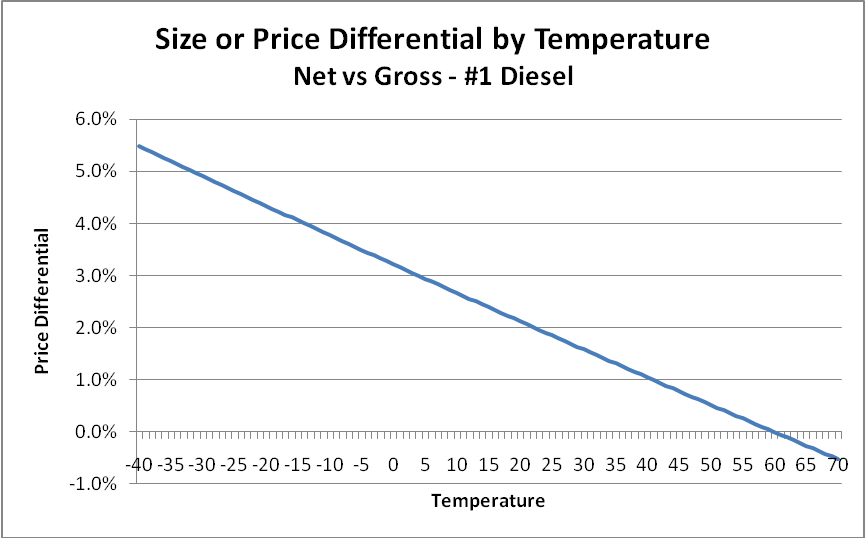 Size or Price Differential by Temperature
Net vs Gross - #1 Diesel
6.0%
5.0%
4.0%
3.0%
2.0%
1.0%
0.0%
-1.0%
Price Differential
-40 -35 -30 -25 -20 -15 -10 -5 0 5 10 15 20 25 30 35 40 45 50 55 60 65 70
Temperature